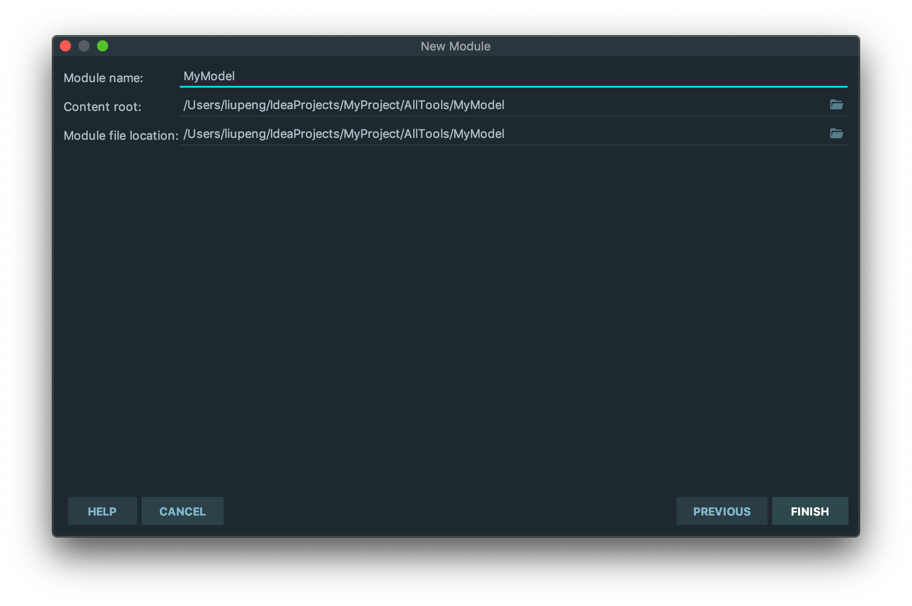 New Module
Module name: MyModel
Content root: /Users/liupeng/IdeaProjects/MyProject/AllTools/MyModel
Module file location: /Users/liupeng/IdeaProjects/MyProject/AllTools/MyModel
HELP CANCEL PREVIOUS FINISH